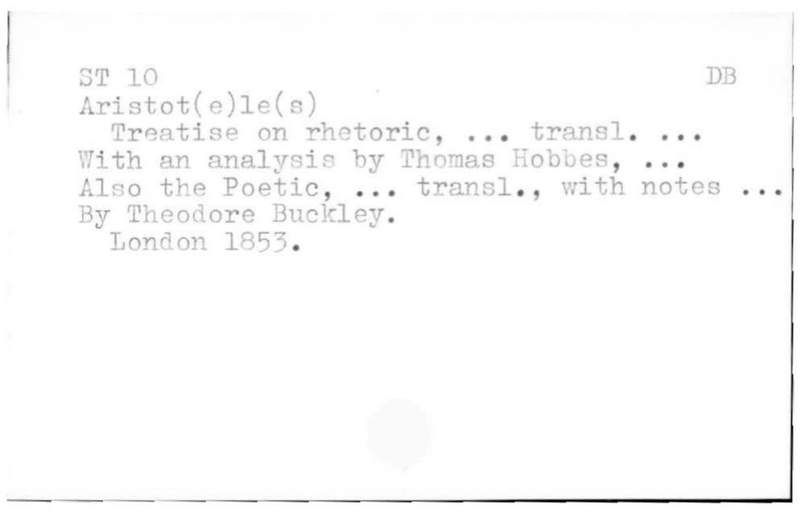 ST 10 DB
Aristot(e)le(s)
Treatise on rhetoric, ... transl. ...
With an analysis by Thomas Hobbes, ...
Also the Poetic, ... transl., with notes ...
By Theodore Buckley.
London 1853.